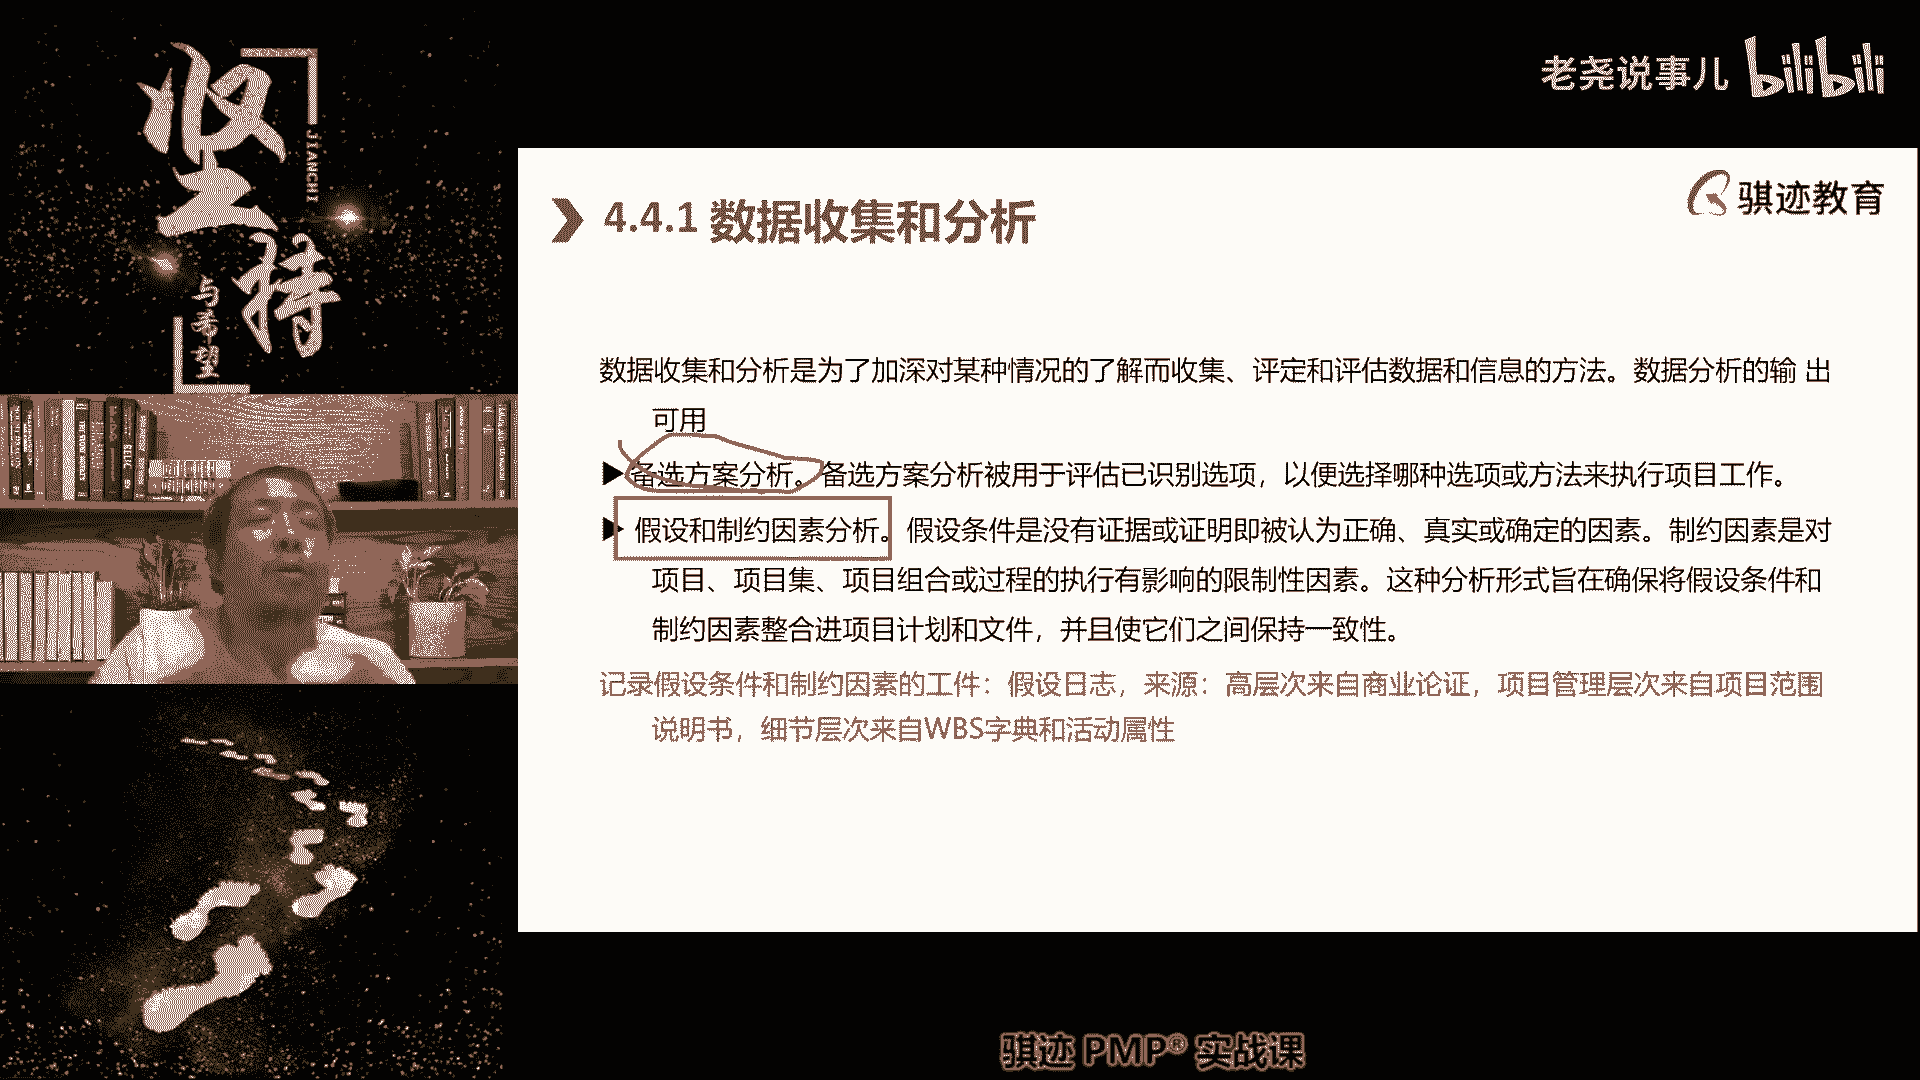 坚持
JIANCHI
与希望
老尧说事儿 bilibili
骐迹教育
4.4.1 数据收集和分析
数据收集和分析是为了加深对某种情况的了解而收集、评定和评估数据和信息的方法。数据分析的输 出
可用
备选方案分析。备选方案分析被用于评估已识别选项，以便选择哪种选项或方法来执行项目工作。
假设和制约因素分析。假设条件是没有证据或证明即被认为正确、真实或确定的因素。制约因素是对
项目、项目集、项目组合或过程的执行有影响的限制性因素。这种分析形式旨在确保将假设条件和
制约因素整合进项目计划和文件，并且使它们之间保持一致性。
记录假设条件和制约因素的工件：假设日志，来源：高层次来自商业论证，项目管理层次来自项目范围
说明书，细节层次来自WBS字典和活动属性
骐迹 PMP® 实战课